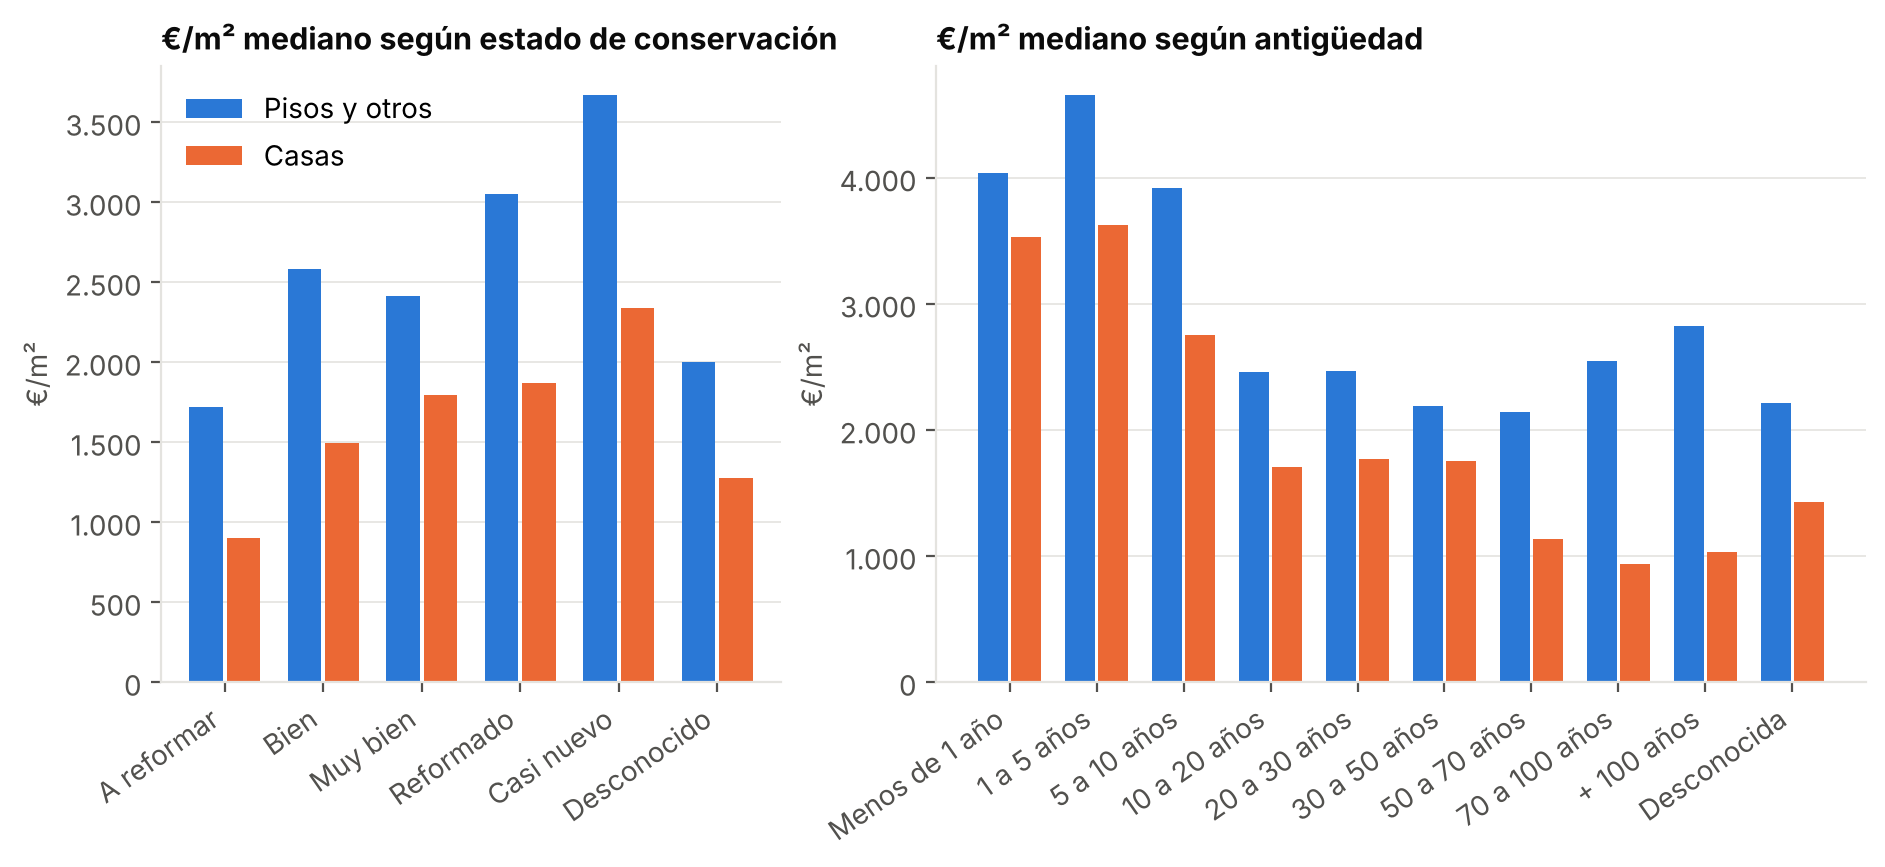 €/m² mediano según estado de conservación
Pisos y otros
Casas
€/m²
3.500
3.000
2.500
2.000
1.500
1.000
500
0
A reformar
Bien
Muy bien
Reformado
Casi nuevo
Desconocido
€/m² mediano según antigüedad
€/m²
4.000
3.000
2.000
1.000
0
Menos de 1 año
1 a 5 años
5 a 10 años
10 a 20 años
20 a 30 años
30 a 50 años
50 a 70 años
70 a 100 años
+ 100 años
Desconocida